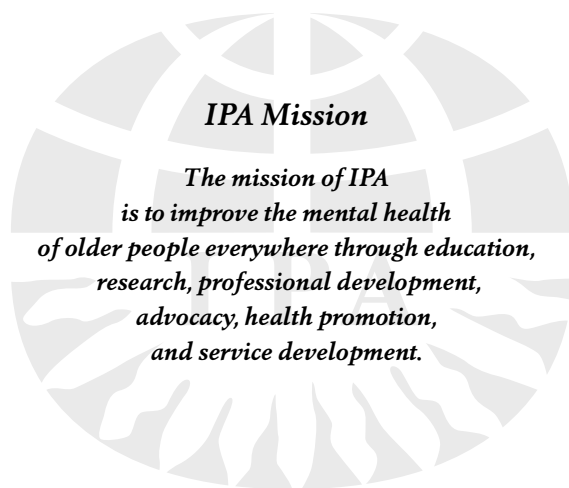 IPA Mission
The mission of IPA
is to improve the mental health
of older people everywhere through education,
research, professional development,
advocacy, health promotion,
and service development.
IPA